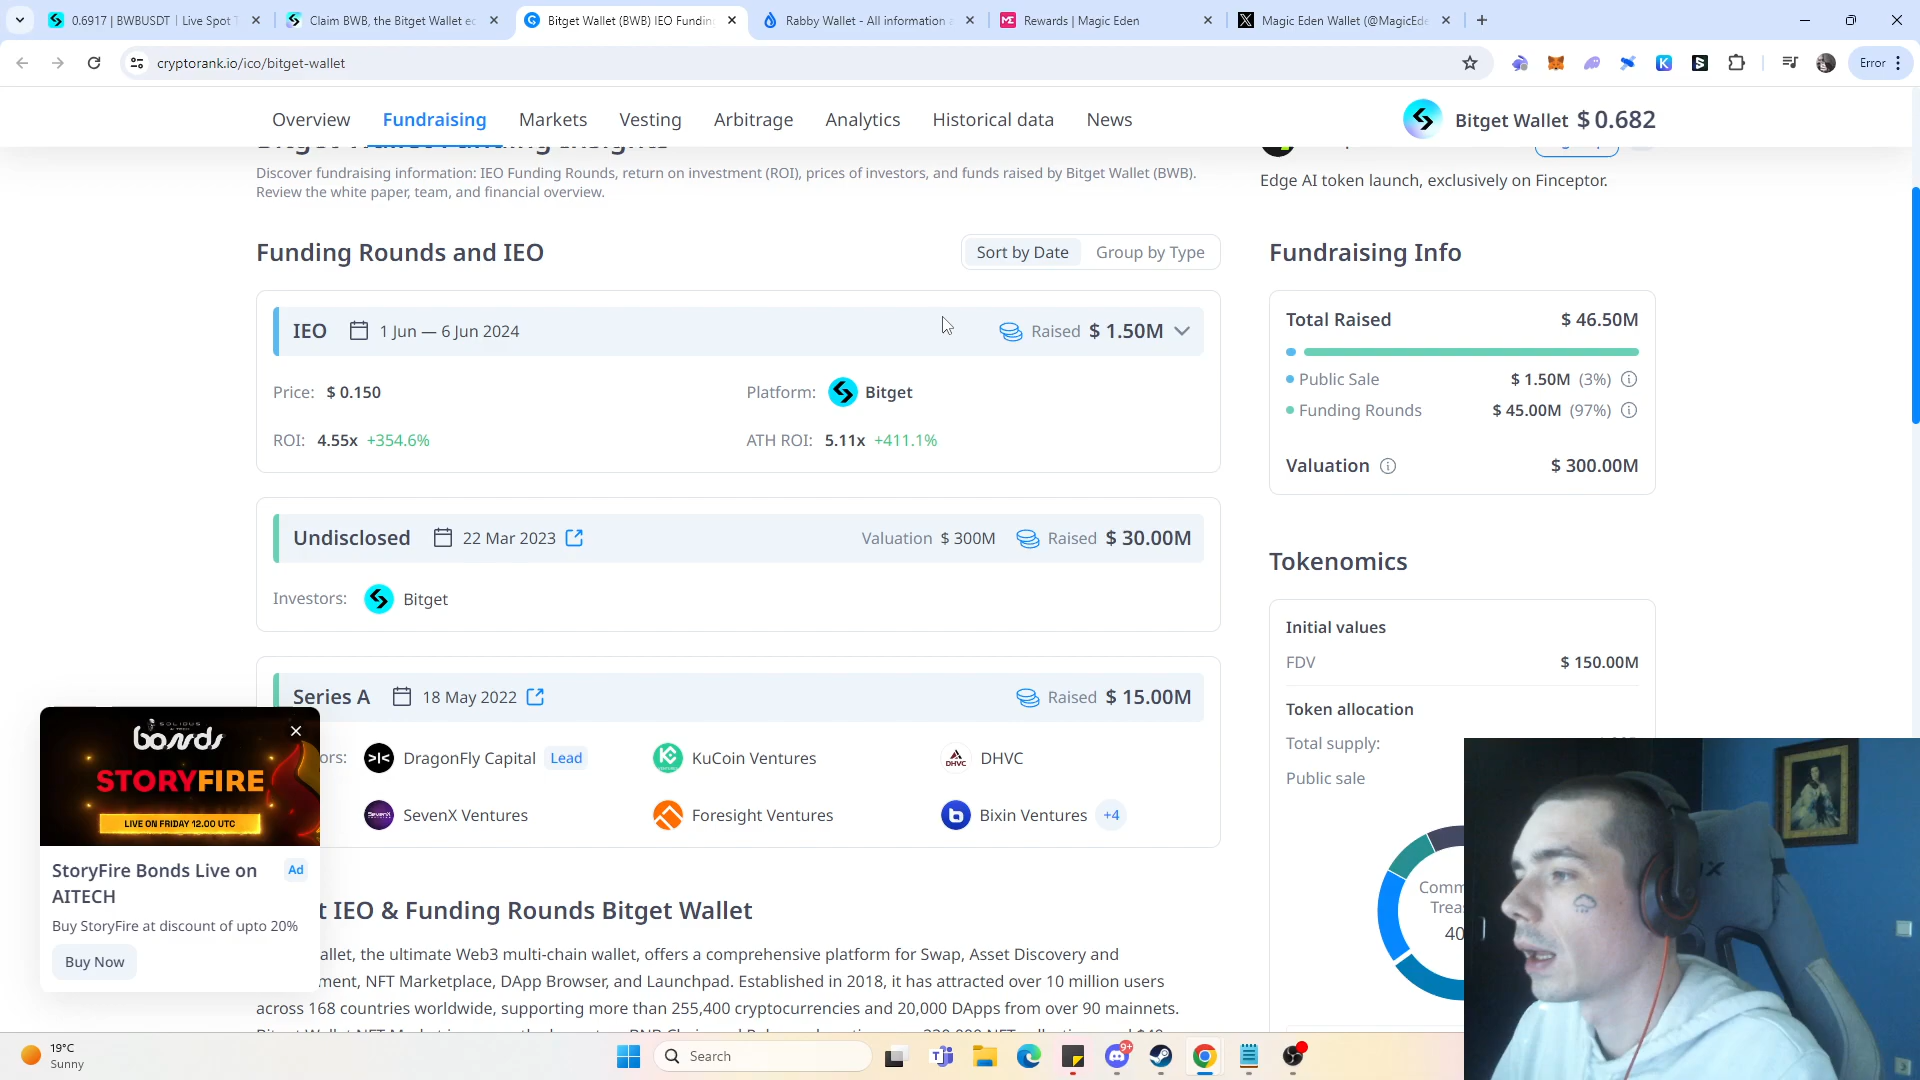 0.6917 | BWBUSDT | Live Spot T
Claim BWB, the Bitget Wallet ec
Bitget Wallet (BWB) IEO Fundin
Rabby Wallet - All information a
Rewards | Magic Eden
Magic Eden Wallet (@MagicEde
cryptorank.io/ico/bitget-wallet
Error
Overview
Fundraising
Markets
Vesting
Arbitrage
Analytics
Historical data
News
Bitget Wallet $ 0.682
Bitget Wallet Funding Insights
Discover fundraising information: IEO Funding Rounds, return on investment (ROI), prices of investors, and funds raised by Bitget Wallet (BWB).
Review the white paper, team, and financial overview.
Edge AI token launch, exclusively on Finceptor.
Funding Rounds and IEO
Sort by Date
Group by Type
IEO
1 Jun — 6 Jun 2024
Raised $ 1.50M
Price: $ 0.150
Platform: Bitget
ROI: 4.55x +354.6%
ATH ROI: 5.11x +411.1%
Undisclosed
22 Mar 2023
Valuation $ 300M
Raised $ 30.00M
Investors: Bitget
Series A
18 May 2022
Raised $ 15.00M
ors:
DragonFly Capital Lead
KuCoin Ventures
DHVC
DHVC
SevenX Ventures
Foresight Ventures
Bixin Ventures +4
t IEO & Funding Rounds Bitget Wallet
allet, the ultimate Web3 multi-chain wallet, offers a comprehensive platform for Swap, Asset Discovery and
ment, NFT Marketplace, DApp Browser, and Launchpad. Established in 2018, it has attracted over 10 million users
across 168 countries worldwide, supporting more than 255,400 cryptocurrencies and 20,000 DApps from over 90 mainnets.
Fundraising Info
Total Raised $ 46.50M
Public Sale $ 1.50M (3%)
Funding Rounds $ 45.00M (97%)
Valuation $ 300.00M
Tokenomics
Initial values
FDV $ 150.00M
Token allocation
Total supply:
Public sale
Comm
Treas
40
SOLIDUS
bonds
STORYFIRE
LIVE ON FRIDAY 12.00 UTC
StoryFire Bonds Live on
AITECH
Ad
Buy StoryFire at discount of upto 20%
Buy Now
19°C
Sunny
Search
9+